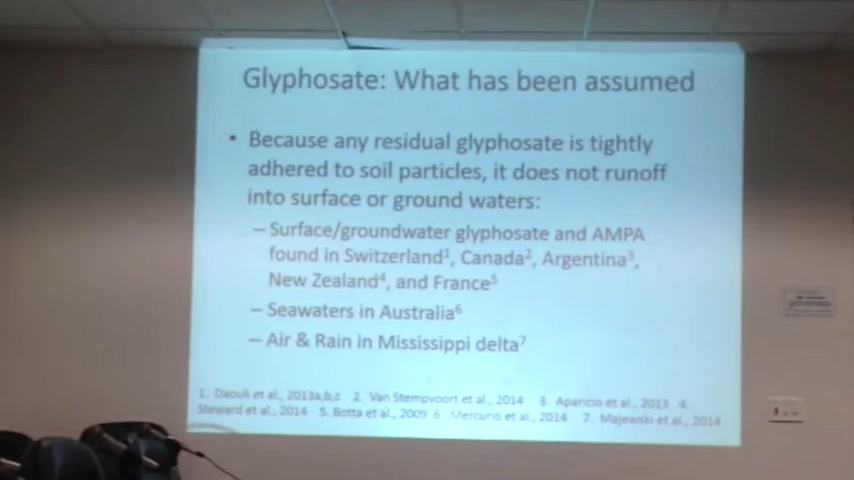 Glyphosate: What has been assumed
• Because any residual glyphosate is tightly
adhered to soil particles, it does not runoff
into surface or ground waters:
– Surface/groundwater glyphosate and AMPA
found in Switzerland¹, Canada², Argentina³,
New Zealand⁴, and France⁵
– Seawaters in Australia⁶
– Air & Rain in Mississippi delta⁷
1. Daouk et al., 2013a,b,c 2. Van Stempvoort et al., 2014 3. Aparicio et al., 2013 4.
Steward et al., 2014 5. Botta et al., 2009 6 Mercurio et al., 2014 7. Majewski et al., 2014